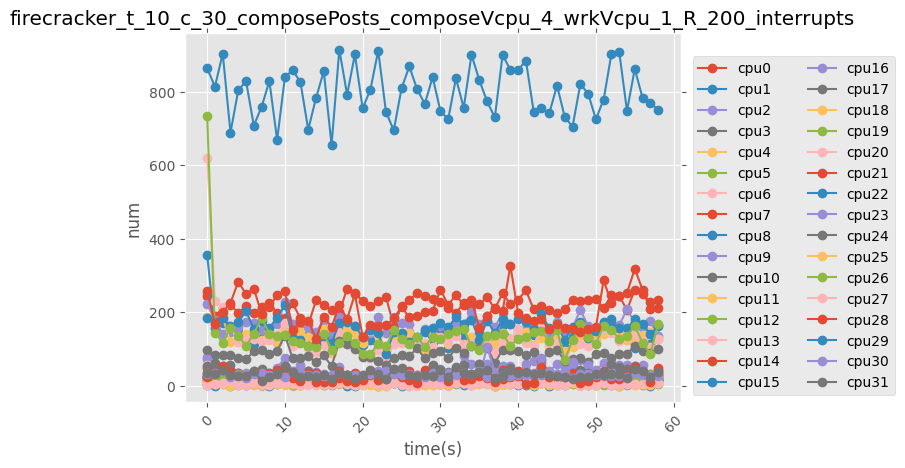 firecracker_t_10_c_30_composePosts_composeVcpu_4_wrkVcpu_1_R_200_interrupts
num
800
600
400
200
0
0
10
20
30
40
50
60
time(s)
cpu0
cpu1
cpu2
cpu3
cpu4
cpu5
cpu6
cpu7
cpu8
cpu9
cpu10
cpu11
cpu12
cpu13
cpu14
cpu15
cpu16
cpu17
cpu18
cpu19
cpu20
cpu21
cpu22
cpu23
cpu24
cpu25
cpu26
cpu27
cpu28
cpu29
cpu30
cpu31